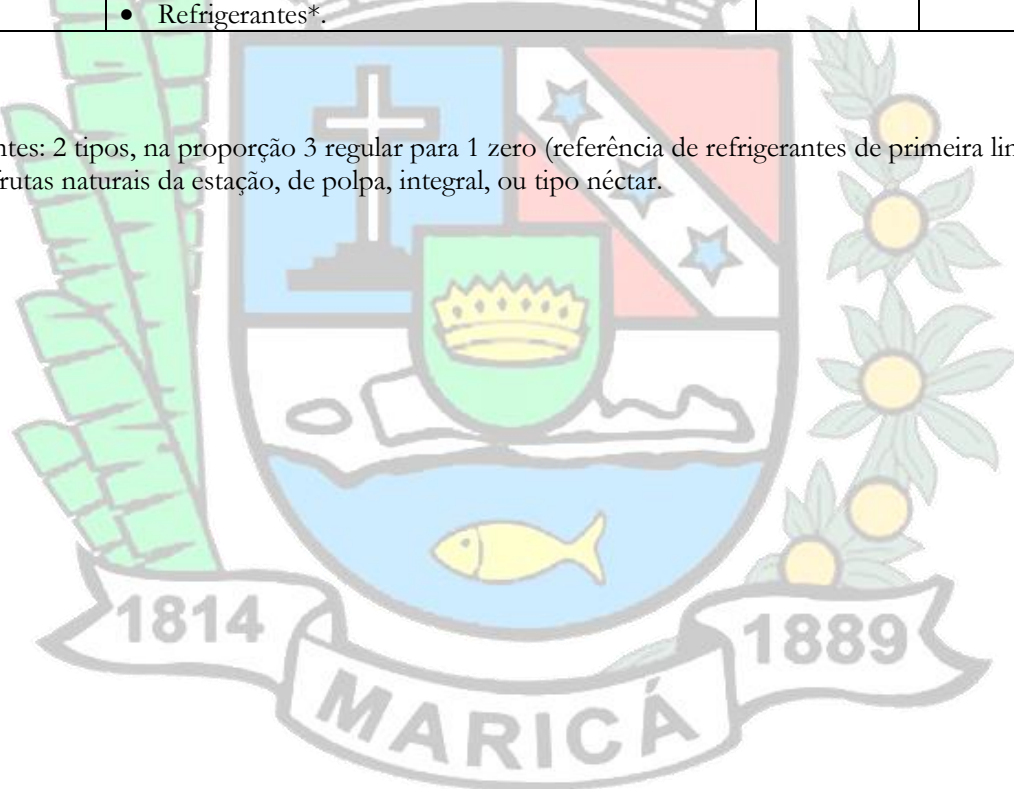 • Refrigerantes*.
ntes: 2 tipos, na proporção 3 regular para 1 zero (referência de refrigerantes de primeira lin
frutas naturais da estação, de polpa, integral, ou tipo néctar.
1814
1889
MARICÁ